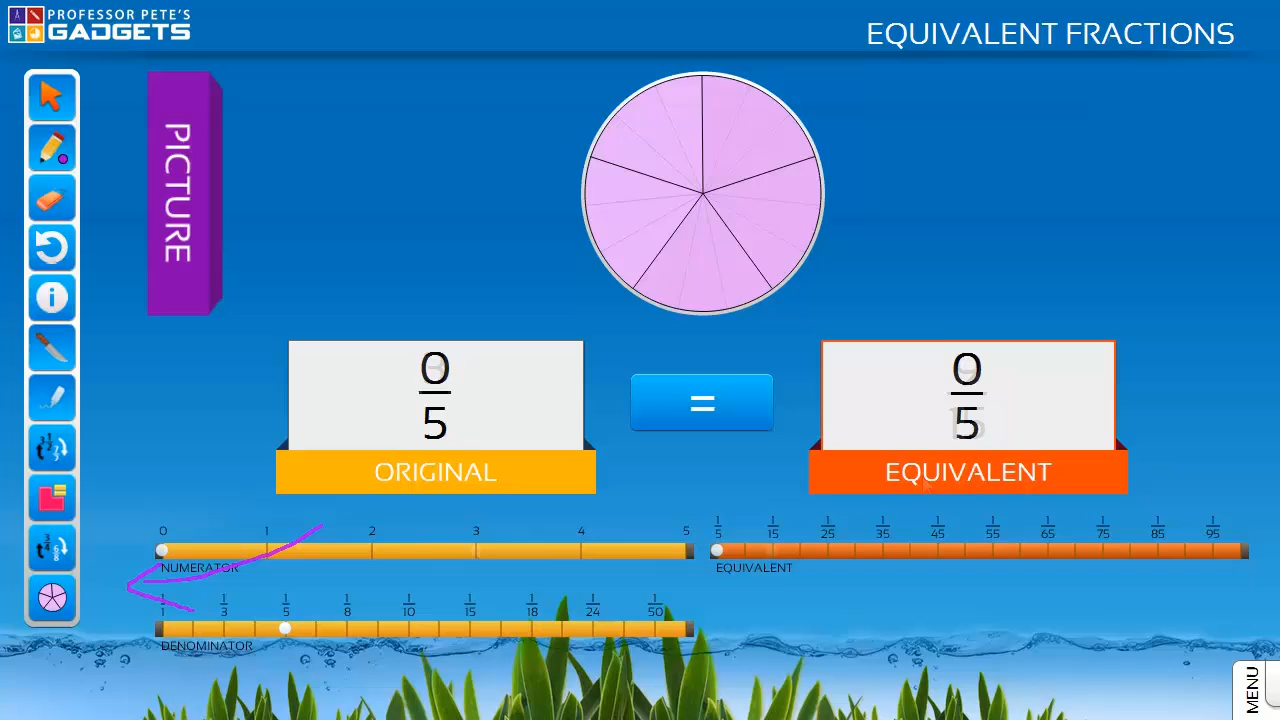 PROFESSOR PETE'S
GADGETS
EQUIVALENT FRACTIONS
PICTURE
0
5
=
0
5
ORIGINAL
EQUIVALENT
0 1 2 3 4 5
NUMERATOR
1/5 1/15 1/25 1/35 1/45 1/55 1/65 1/75 1/85 1/95
EQUIVALENT
1/1 1/3 1/5 1/8 1/10 1/15 1/18 1/24 1/50
DENOMINATOR
MENU